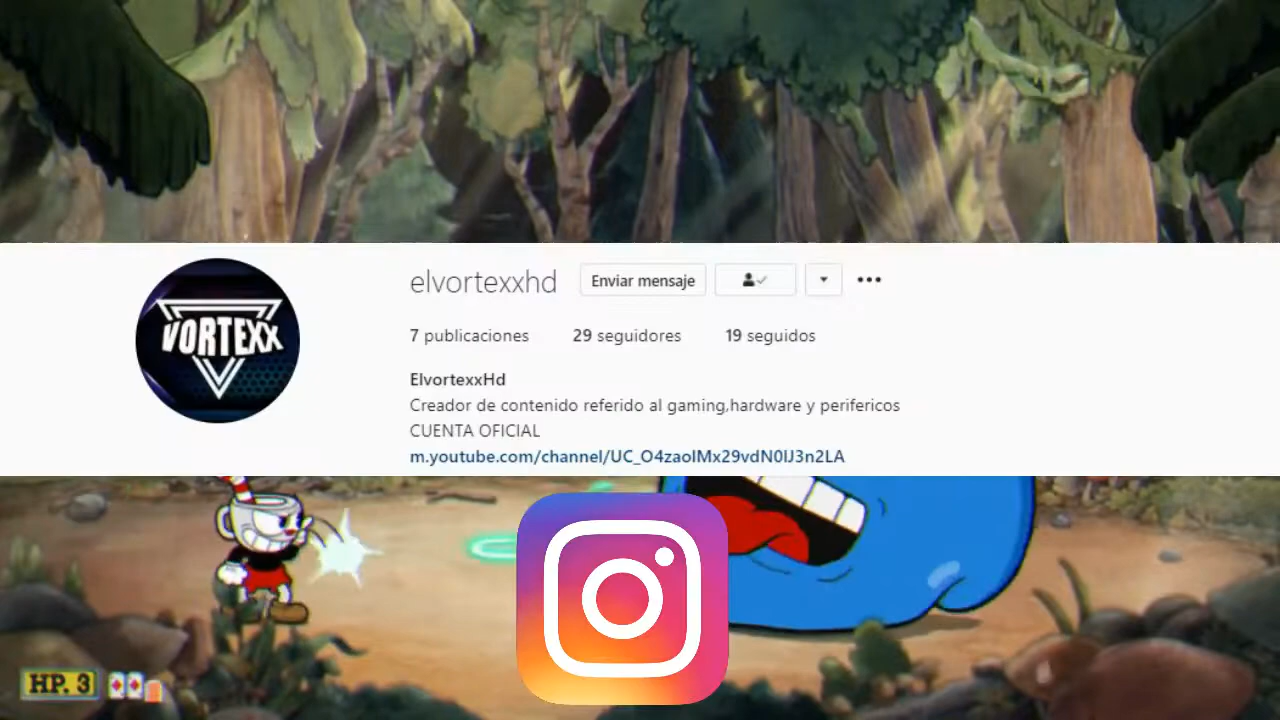 elvortexxhd Enviar mensaje
VORTEXX
7 publicaciones 29 seguidores 19 seguidos
ElvortexxHd
Creador de contenido referido al gaming,hardware y perifericos
CUENTA OFICIAL
m.youtube.com/channel/UC_O4zaolMx29vdN0lJ3n2LA
HP. 3